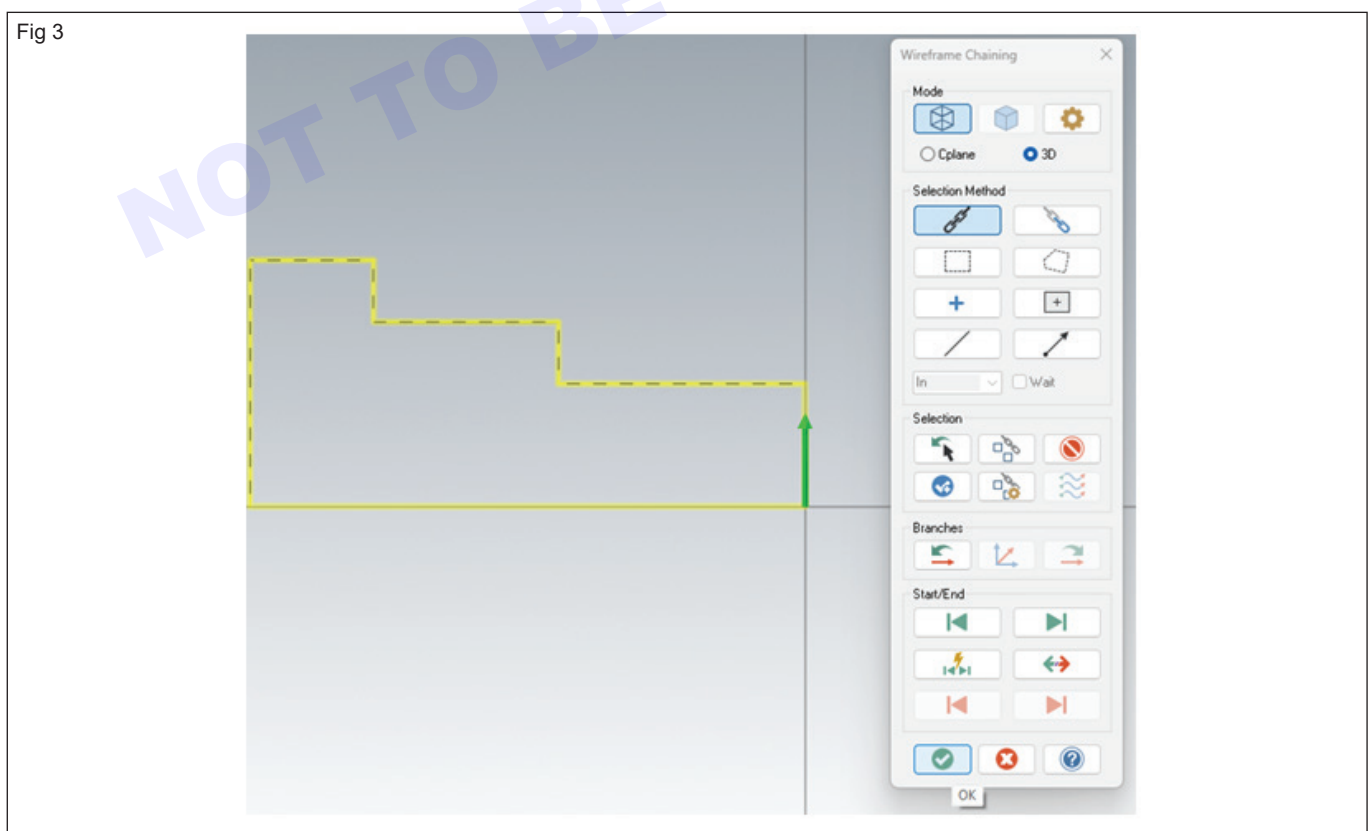 Fig 3
NOT TO BE
Wireframe Chaining
Mode
Cplane 3D
Selection Method
In Wait
Selection
Branches
Start/End
OK